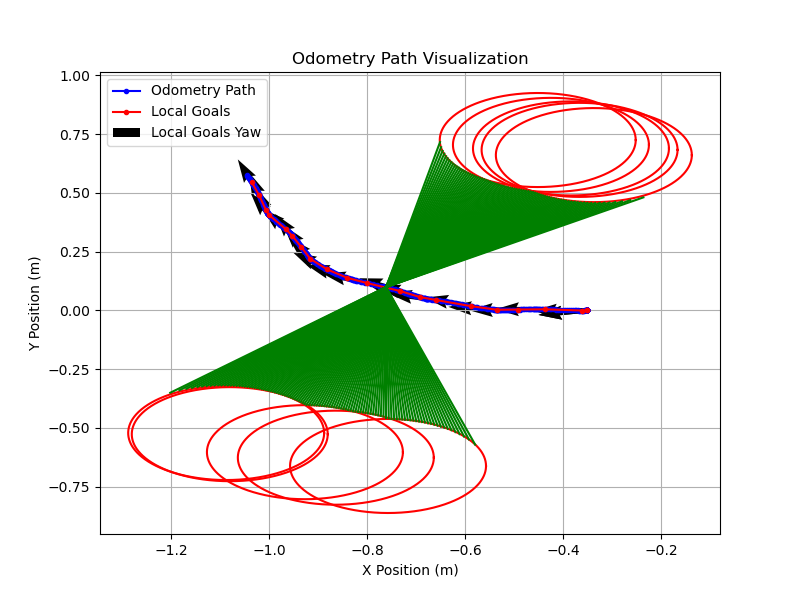 Odometry Path Visualization
Odometry Path
Local Goals
Local Goals Yaw
Y Position (m)
1.00
0.75
0.50
0.25
0.00
−0.25
−0.50
−0.75
−1.2 −1.0 −0.8 −0.6 −0.4 −0.2
X Position (m)